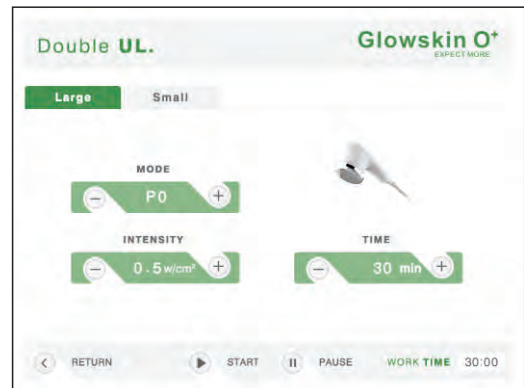 Double UL.
Glowskin O+
EXPECT MORE
Large Small
MODE
− P0 +
INTENSITY
− 0.5 w/cm² +
TIME
− 30 min +
RETURN START PAUSE WORK TIME 30:00